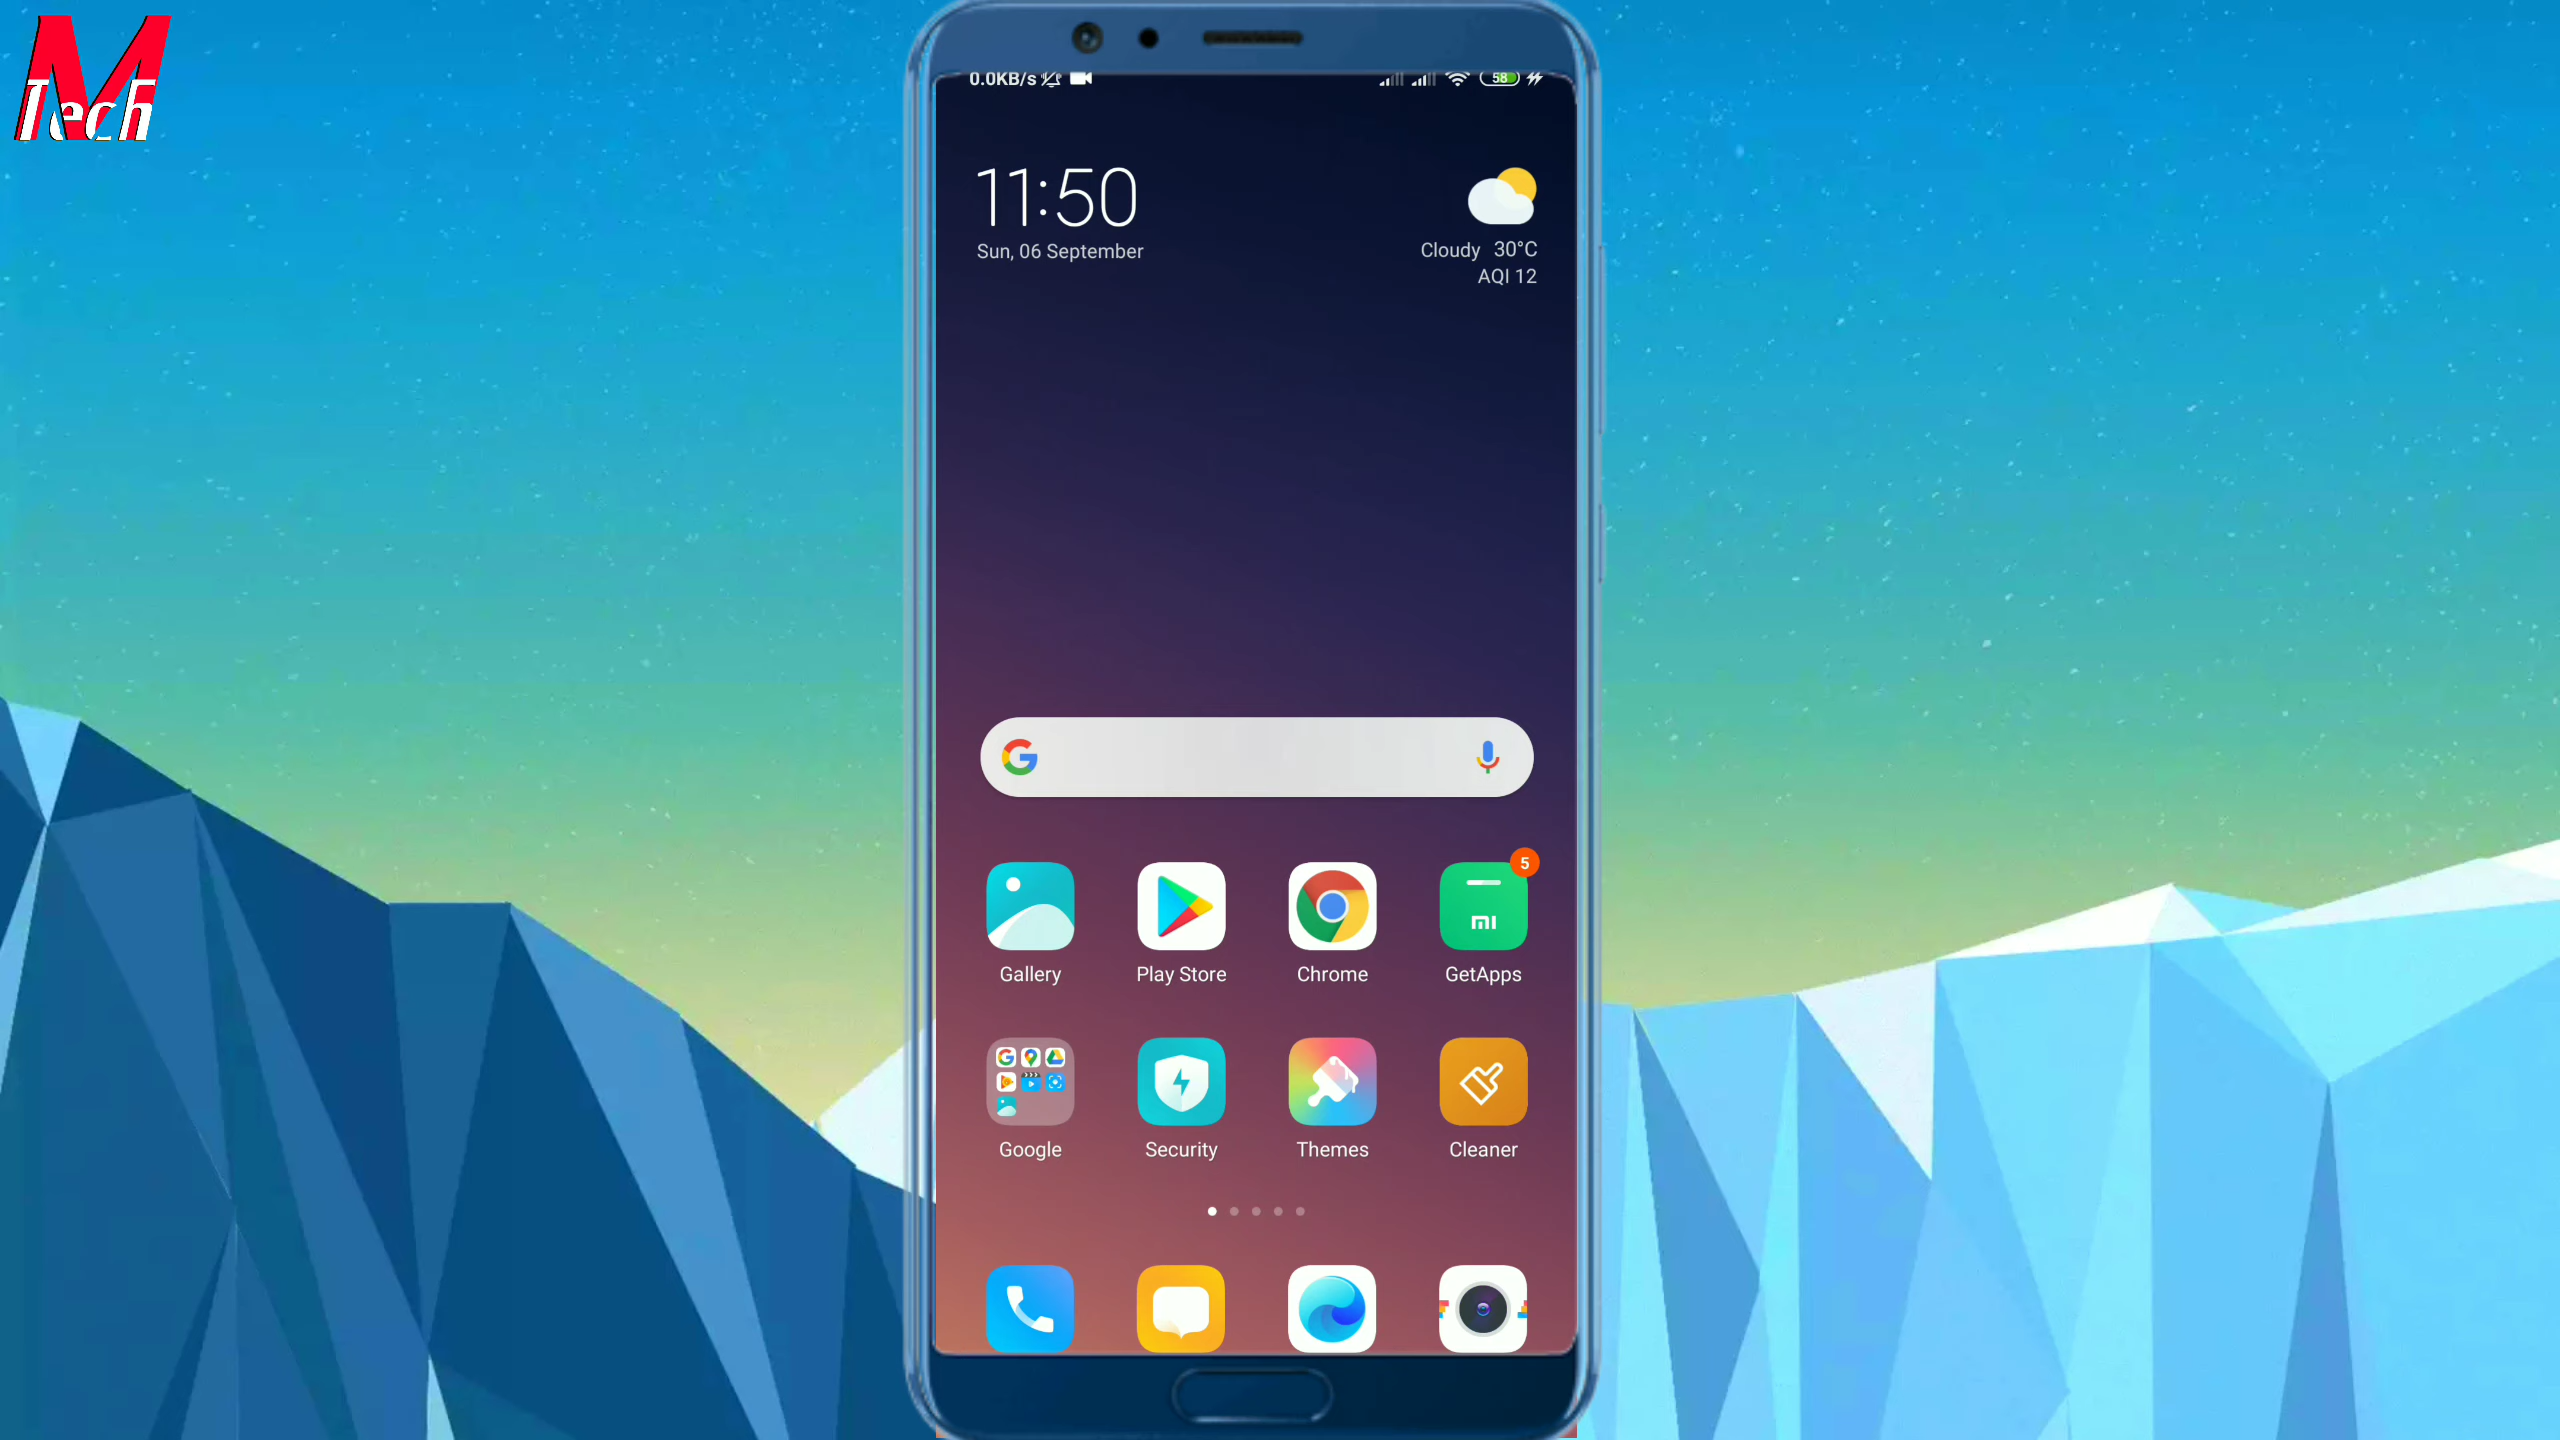 M
Tech
0.0KB/s
58
11:50
Sun, 06 September
Cloudy 30°C
AQI 12
5
Gallery
Play Store
Chrome
GetApps
Google
Security
Themes
Cleaner